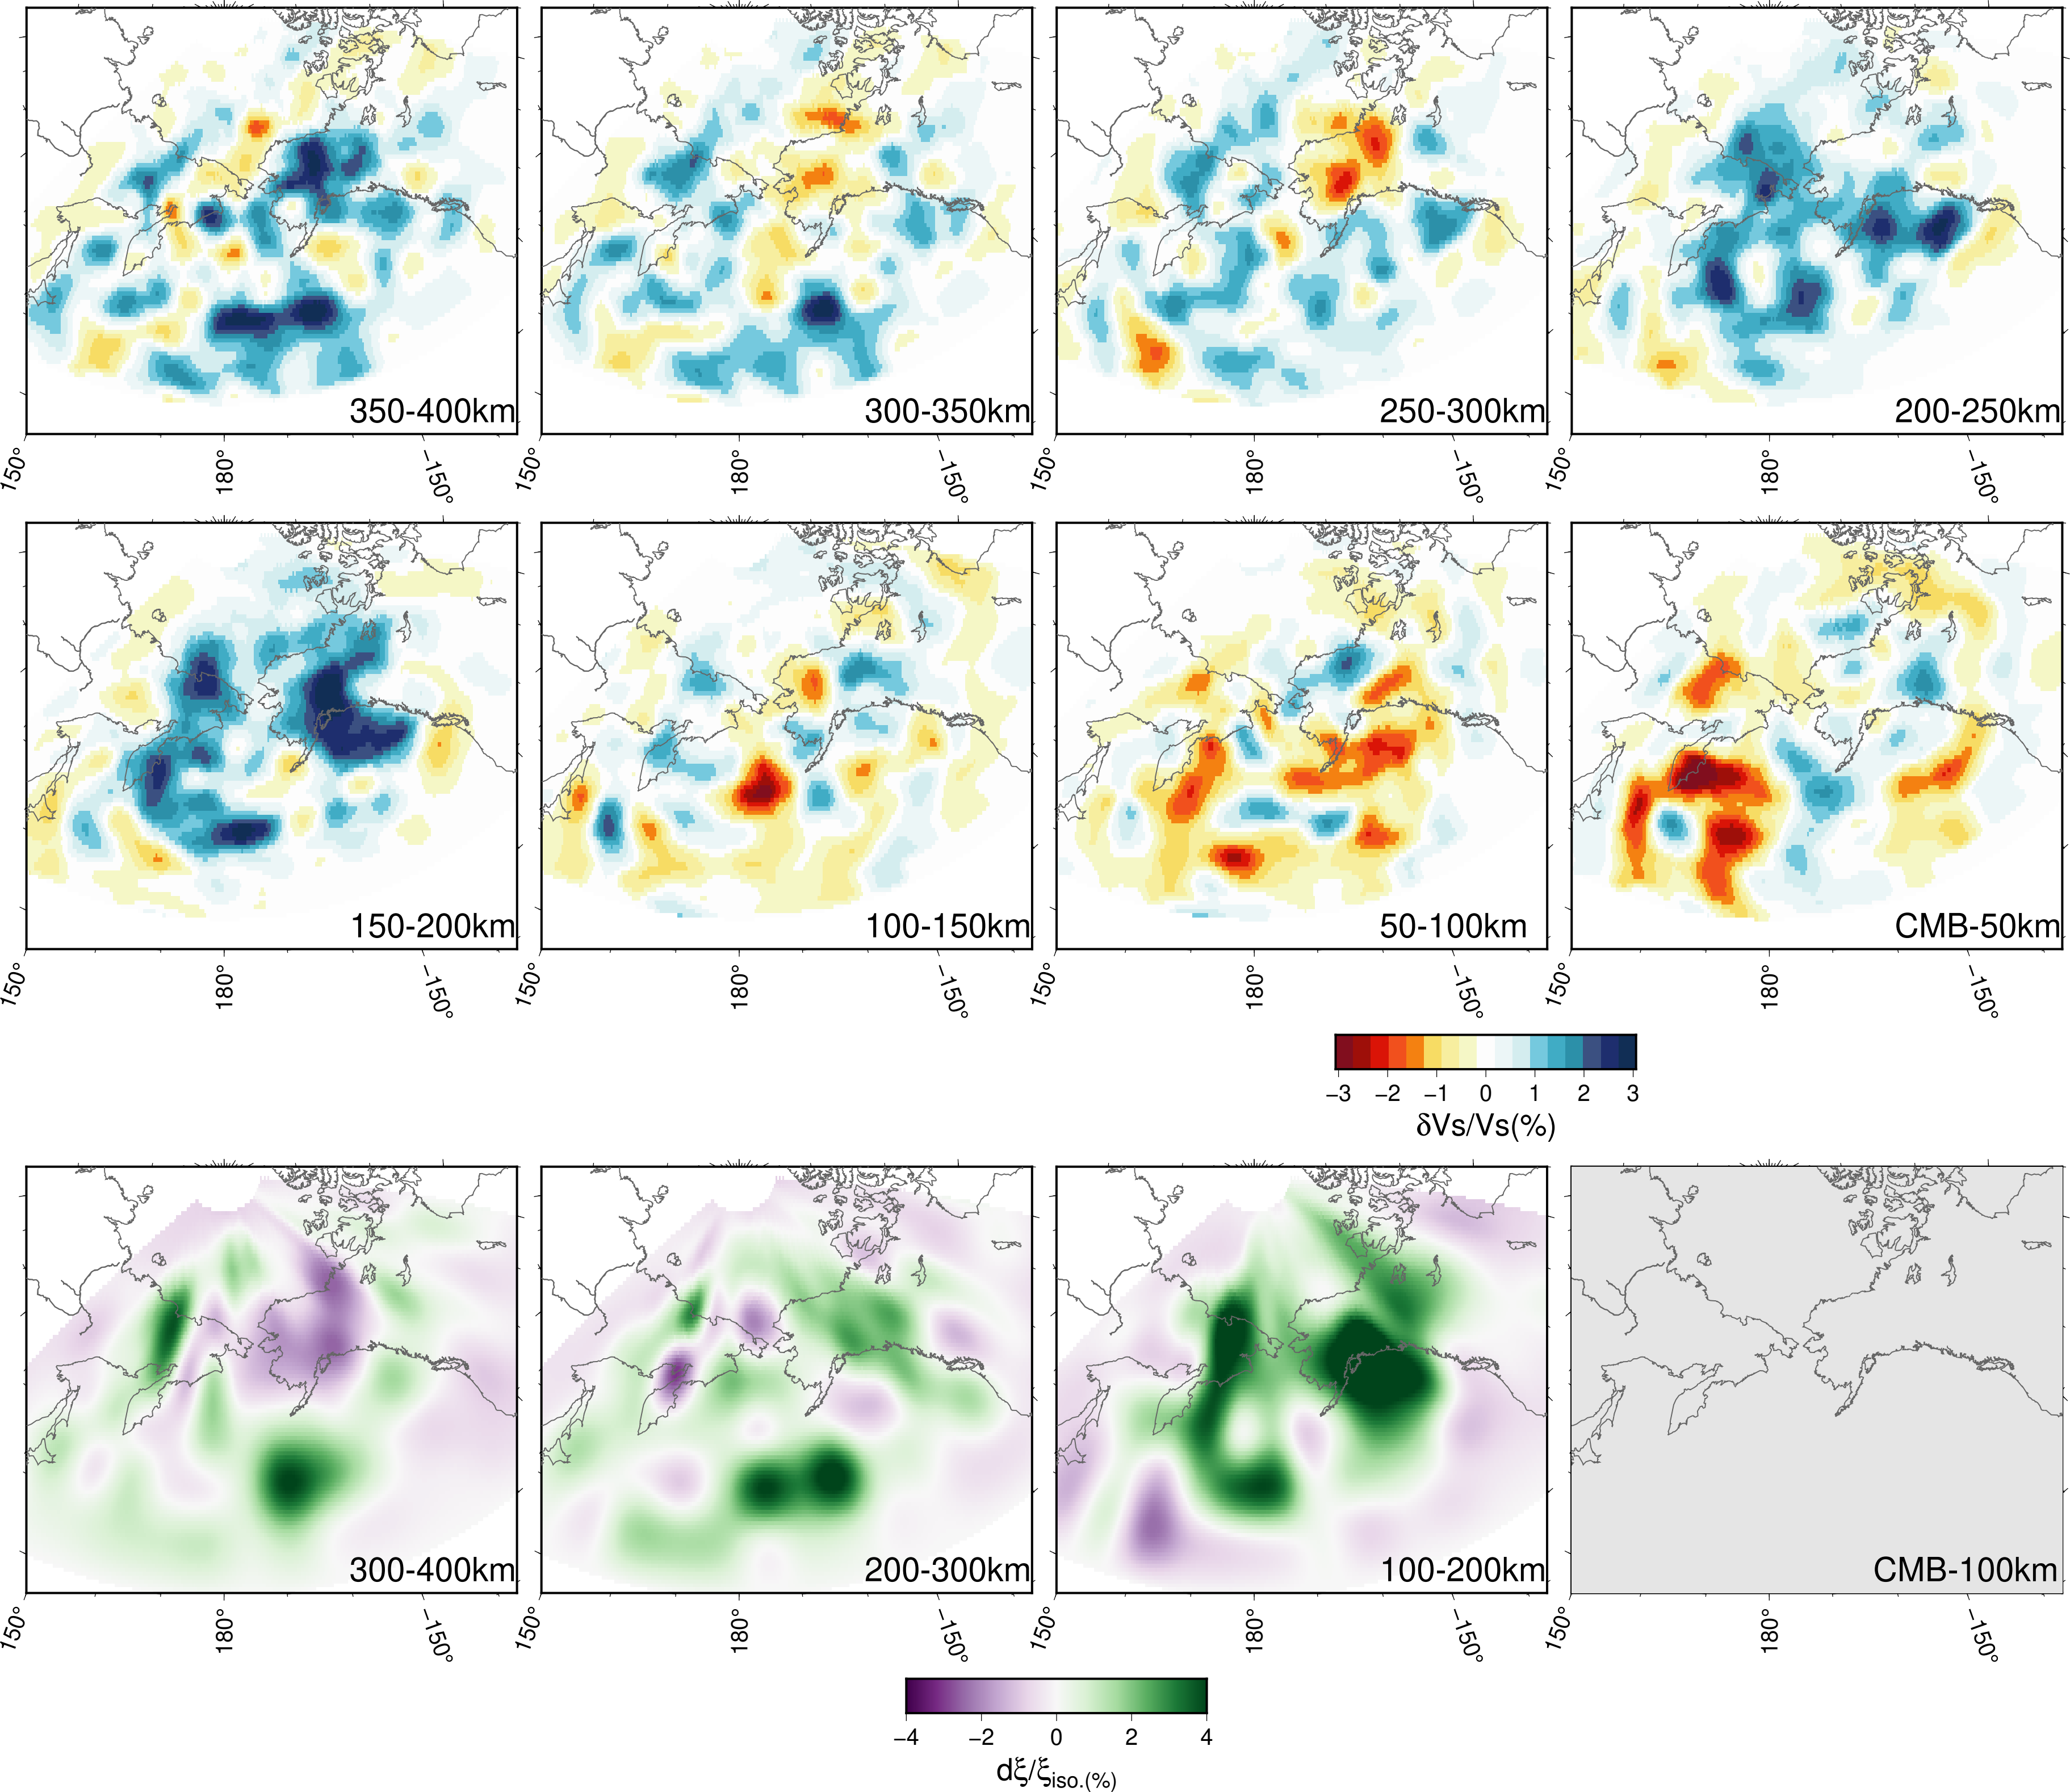 350-400km 300-350km 250-300km 200-250km
150° 180° −150° 150° 180° −150° 150° 180° −150° 150° 180° −150°
150-200km 100-150km 50-100km CMB-50km
150° 180° −150° 150° 180° −150° 150° 180° −150° 150° 180° −150°
−3 −2 −1 0 1 2 3
δVs/Vs(%)
300-400km 200-300km 100-200km CMB-100km
150° 180° −150° 150° 180° −150° 150° 180° −150° 150° 180° −150°
−4 −2 0 2 4
dξ/ξiso.(%)